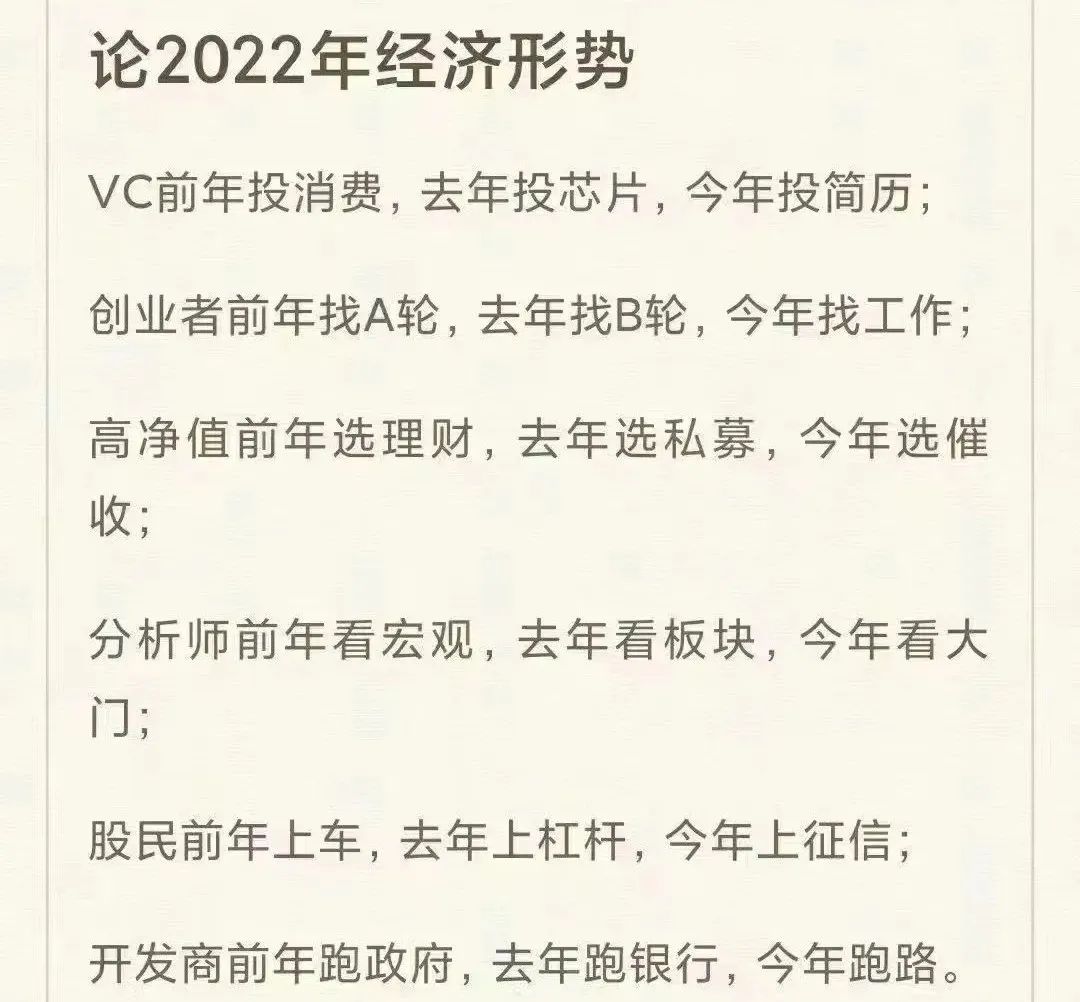 论2022年经济形势
VC前年投消费，去年投芯片，今年投简历；
创业者前年找A轮，去年找B轮，今年找工作；
高净值前年选理财，去年选私募，今年选催
收；
分析师前年看宏观，去年看板块，今年看大
门；
股民前年上车，去年上杠杆，今年上征信；
开发商前年跑政府，去年跑银行，今年跑路。